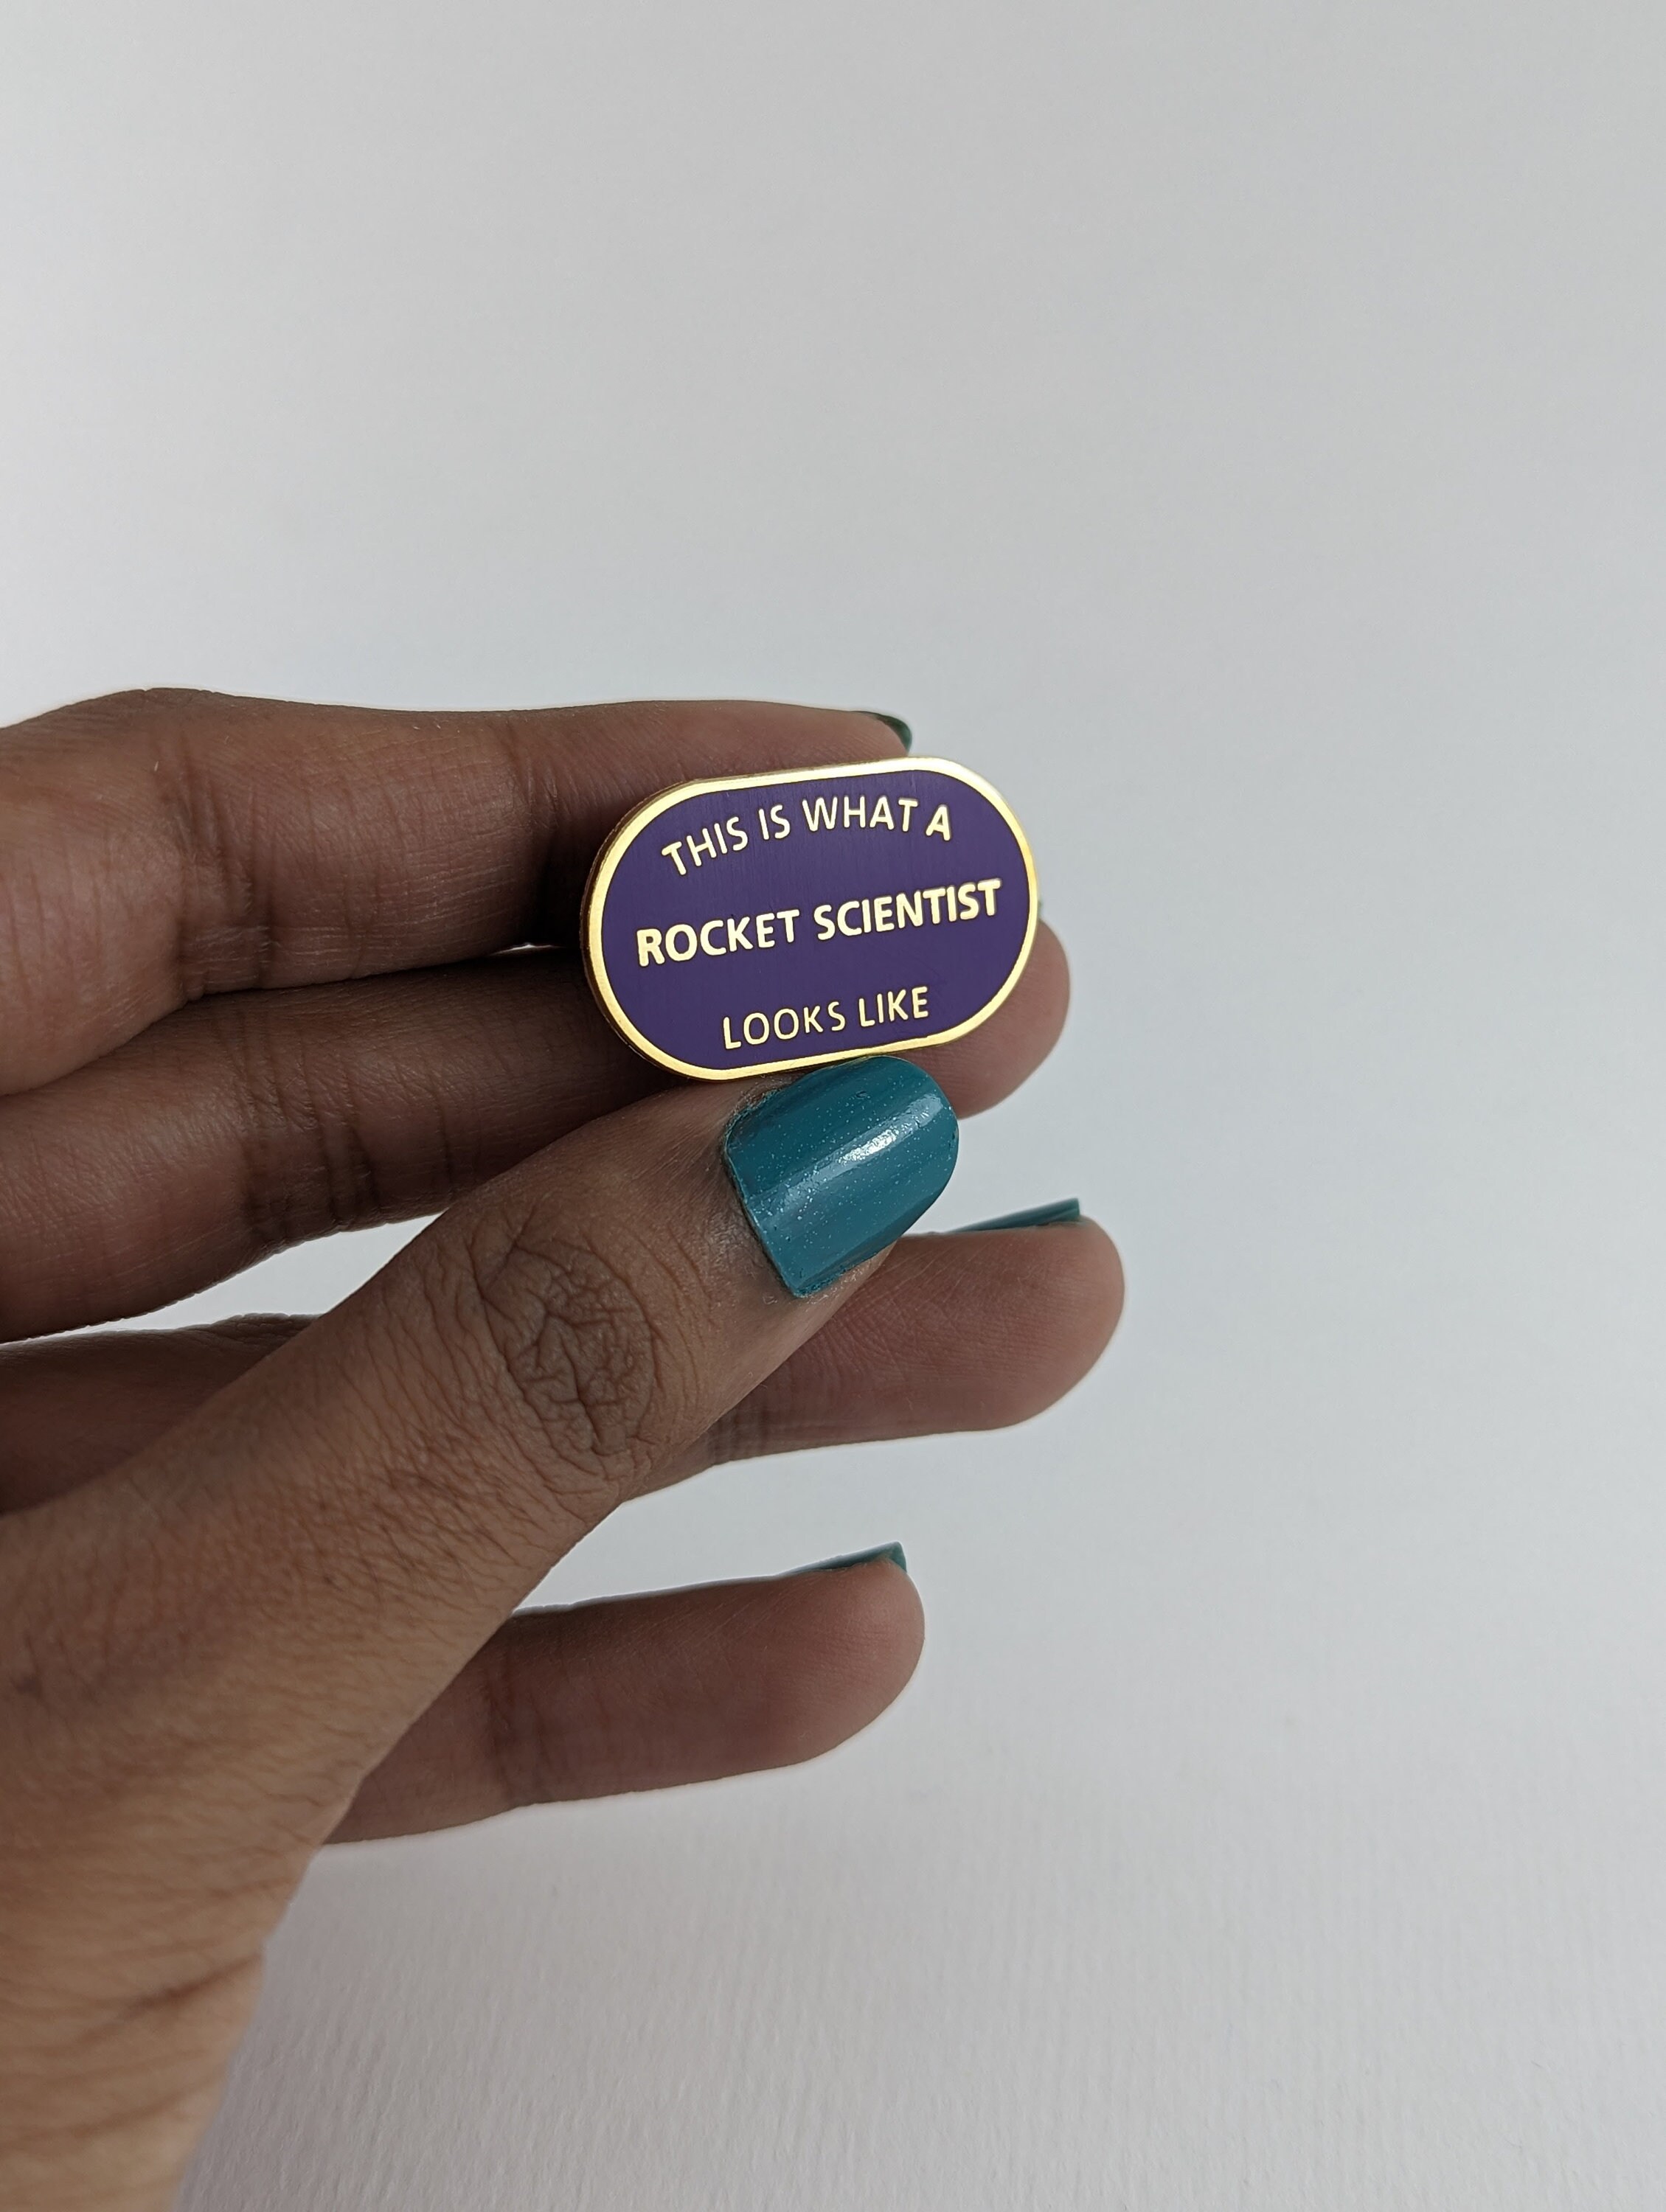 THIS IS WHAT A
ROCKET SCIENTIST
LOOKS LIKE